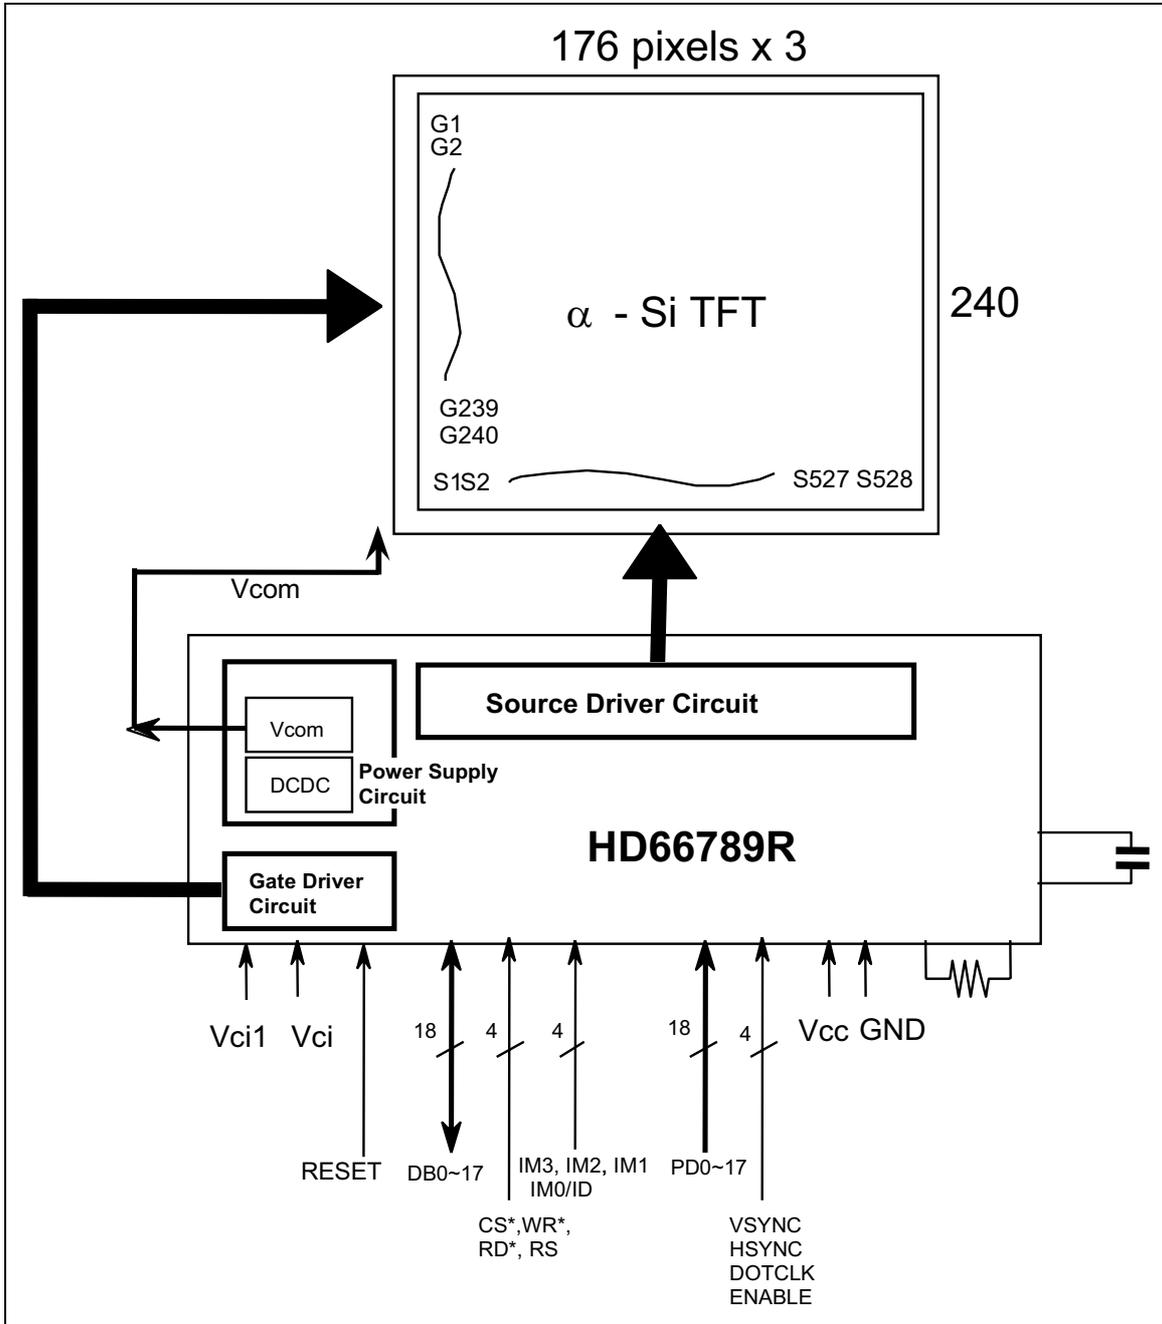 176 pixels x 3
G1
G2
α - Si TFT
240
G239
G240
S1S2
S527 S528
Vcom
Source Driver Circuit
Vcom
DCDC
Power Supply
Circuit
HD66789R
Gate Driver
Circuit
Vci1
Vci
18
4
4
18
4
Vcc GND
RESET
DB0~17
IM3, IM2, IM1
IM0/ID
PD0~17
CS*,WR*,
RD*, RS
VSYNC
HSYNC
DOTCLK
ENABLE